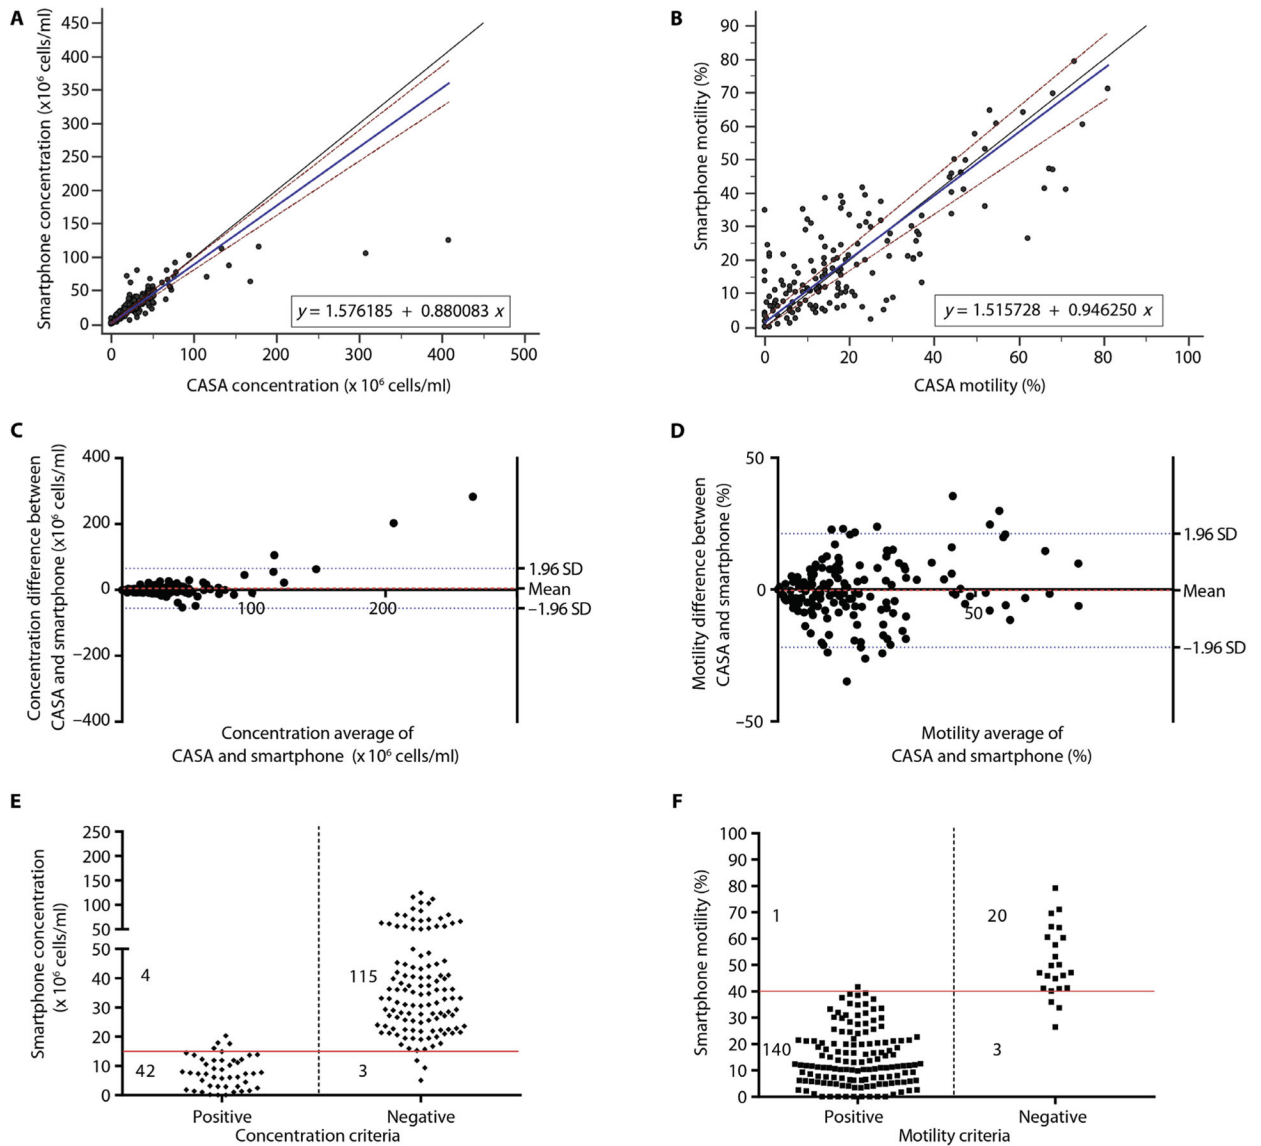 A
Smartphone concentration (x10⁶ cells/ml)
450
400
350
300
250
200
150
100
50
0
y = 1.576185 + 0.880083 x
0 100 200 300 400 500
CASA concentration (x 10⁶ cells/ml)
B
Smartphone motility (%)
90
80
70
60
50
40
30
20
10
0
y = 1.515728 + 0.946250 x
0 20 40 60 80 100
CASA motility (%)
C
Concentration difference between
CASA and smartphone (x10⁶ cells/ml)
400
200
0
−200
−400
100 200
1.96 SD
Mean
−1.96 SD
Concentration average of
CASA and smartphone (x 10⁶ cells/ml)
D
Motility difference between
CASA and smartphone (%)
50
0
−50
50
1.96 SD
Mean
−1.96 SD
Motility average of
CASA and smartphone (%)
E
Smartphone concentration
(x 10⁶ cells/ml)
250
200
150
100
50
50
40
30
20
10
0
4 115
42 3
Positive Negative
Concentration criteria
F
Smartphone motility (%)
100
90
80
70
60
50
40
30
20
10
0
1 20
140 3
Positive Negative
Motility criteria